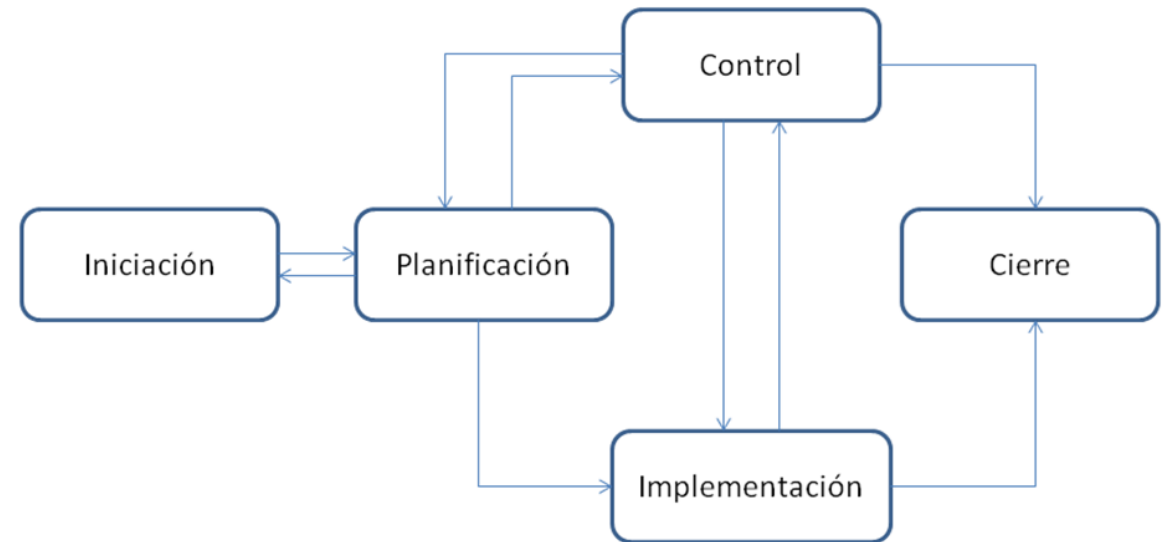 Control
Iniciación
Planificación
Cierre
Implementación